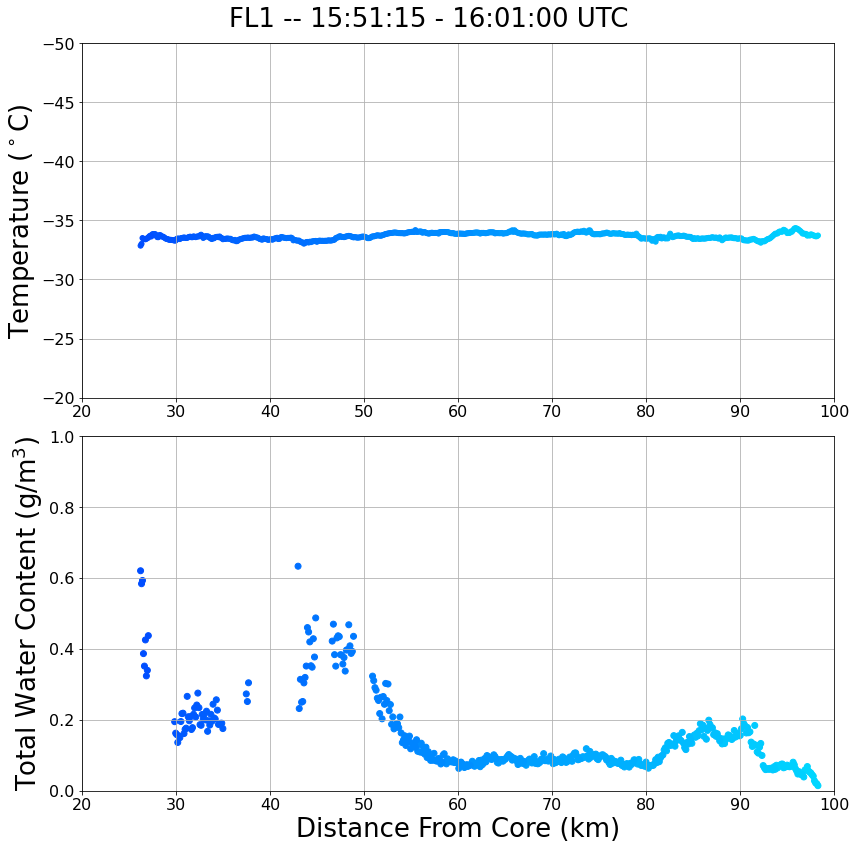 FL1 -- 15:51:15 - 16:01:00 UTC
Temperature (°C)
−50
−45
−40
−35
−30
−25
−20
20 30 40 50 60 70 80 90 100
Total Water Content (g/m³)
1.0
0.8
0.6
0.4
0.2
0.0
20 30 40 50 60 70 80 90 100
Distance From Core (km)